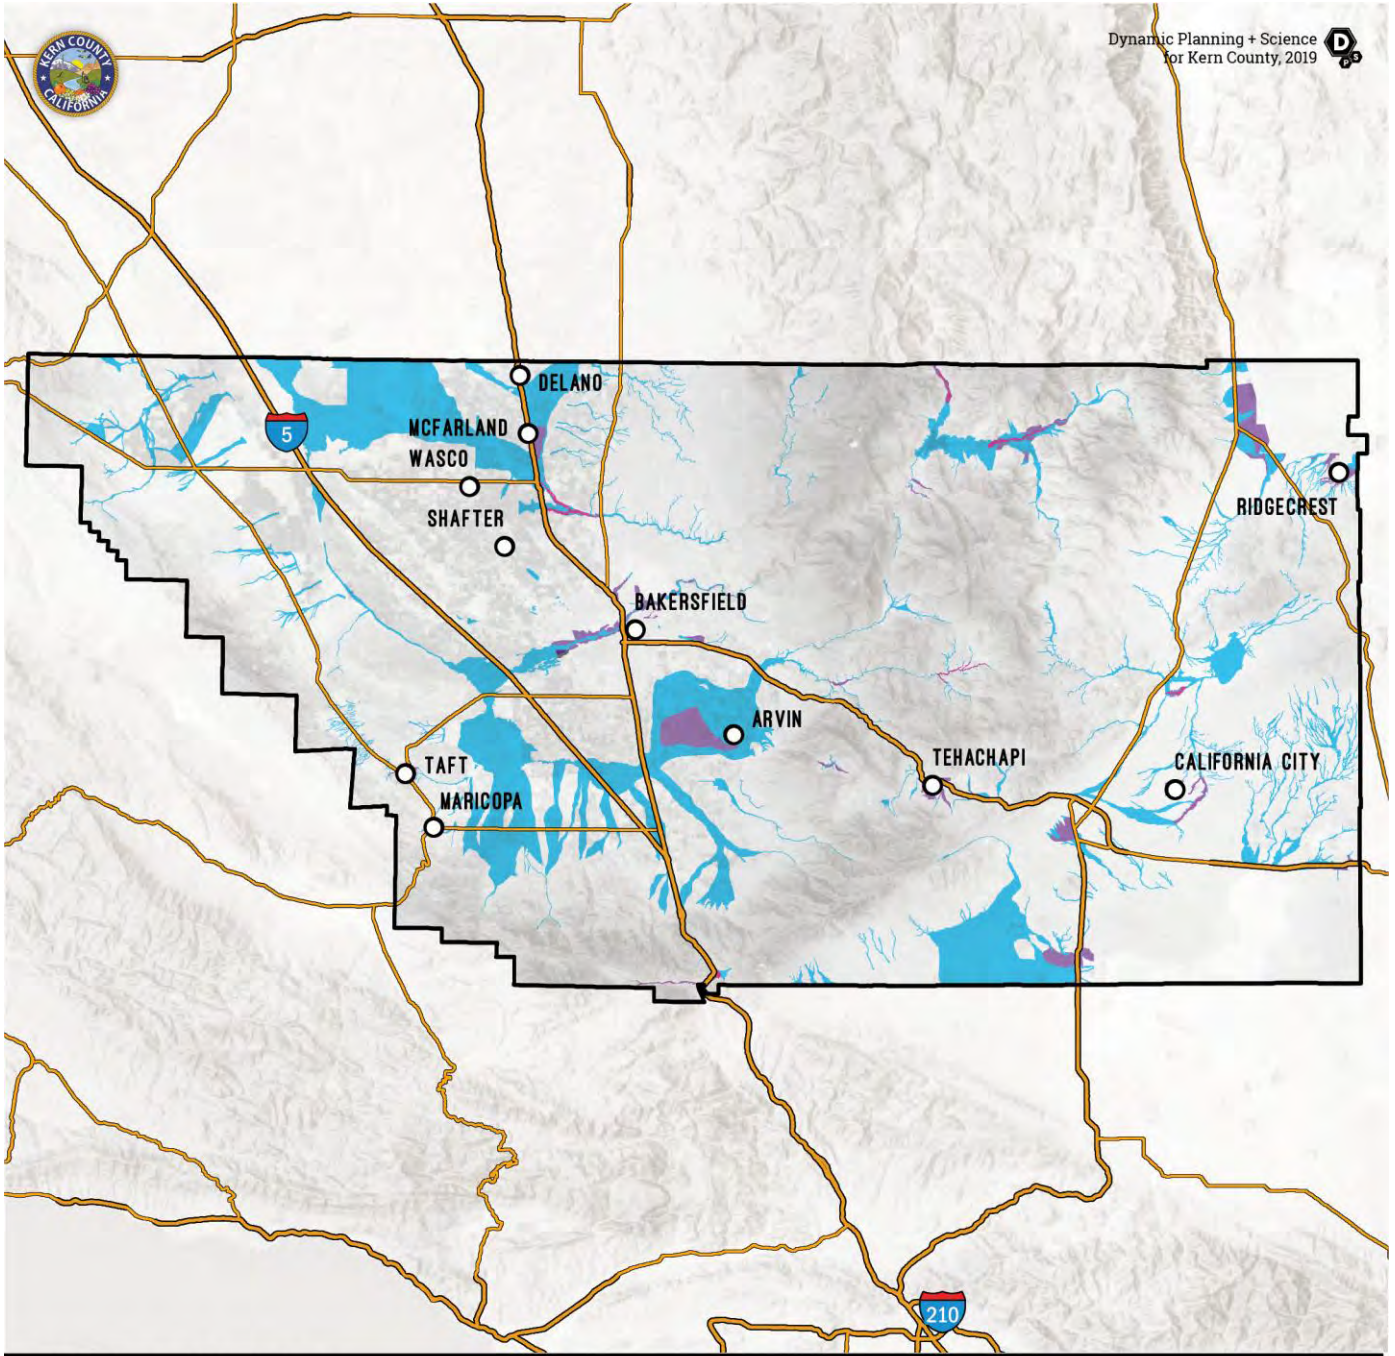 KERN COUNTY
CALIFORNIA
Dynamic Planning + Science
for Kern County, 2019
D
P S
DELANO
5
MCFARLAND
WASCO
SHAFTER
RIDGECREST
BAKERSFIELD
ARVIN
TAFT
TEHACHAPI
CALIFORNIA CITY
MARICOPA
210